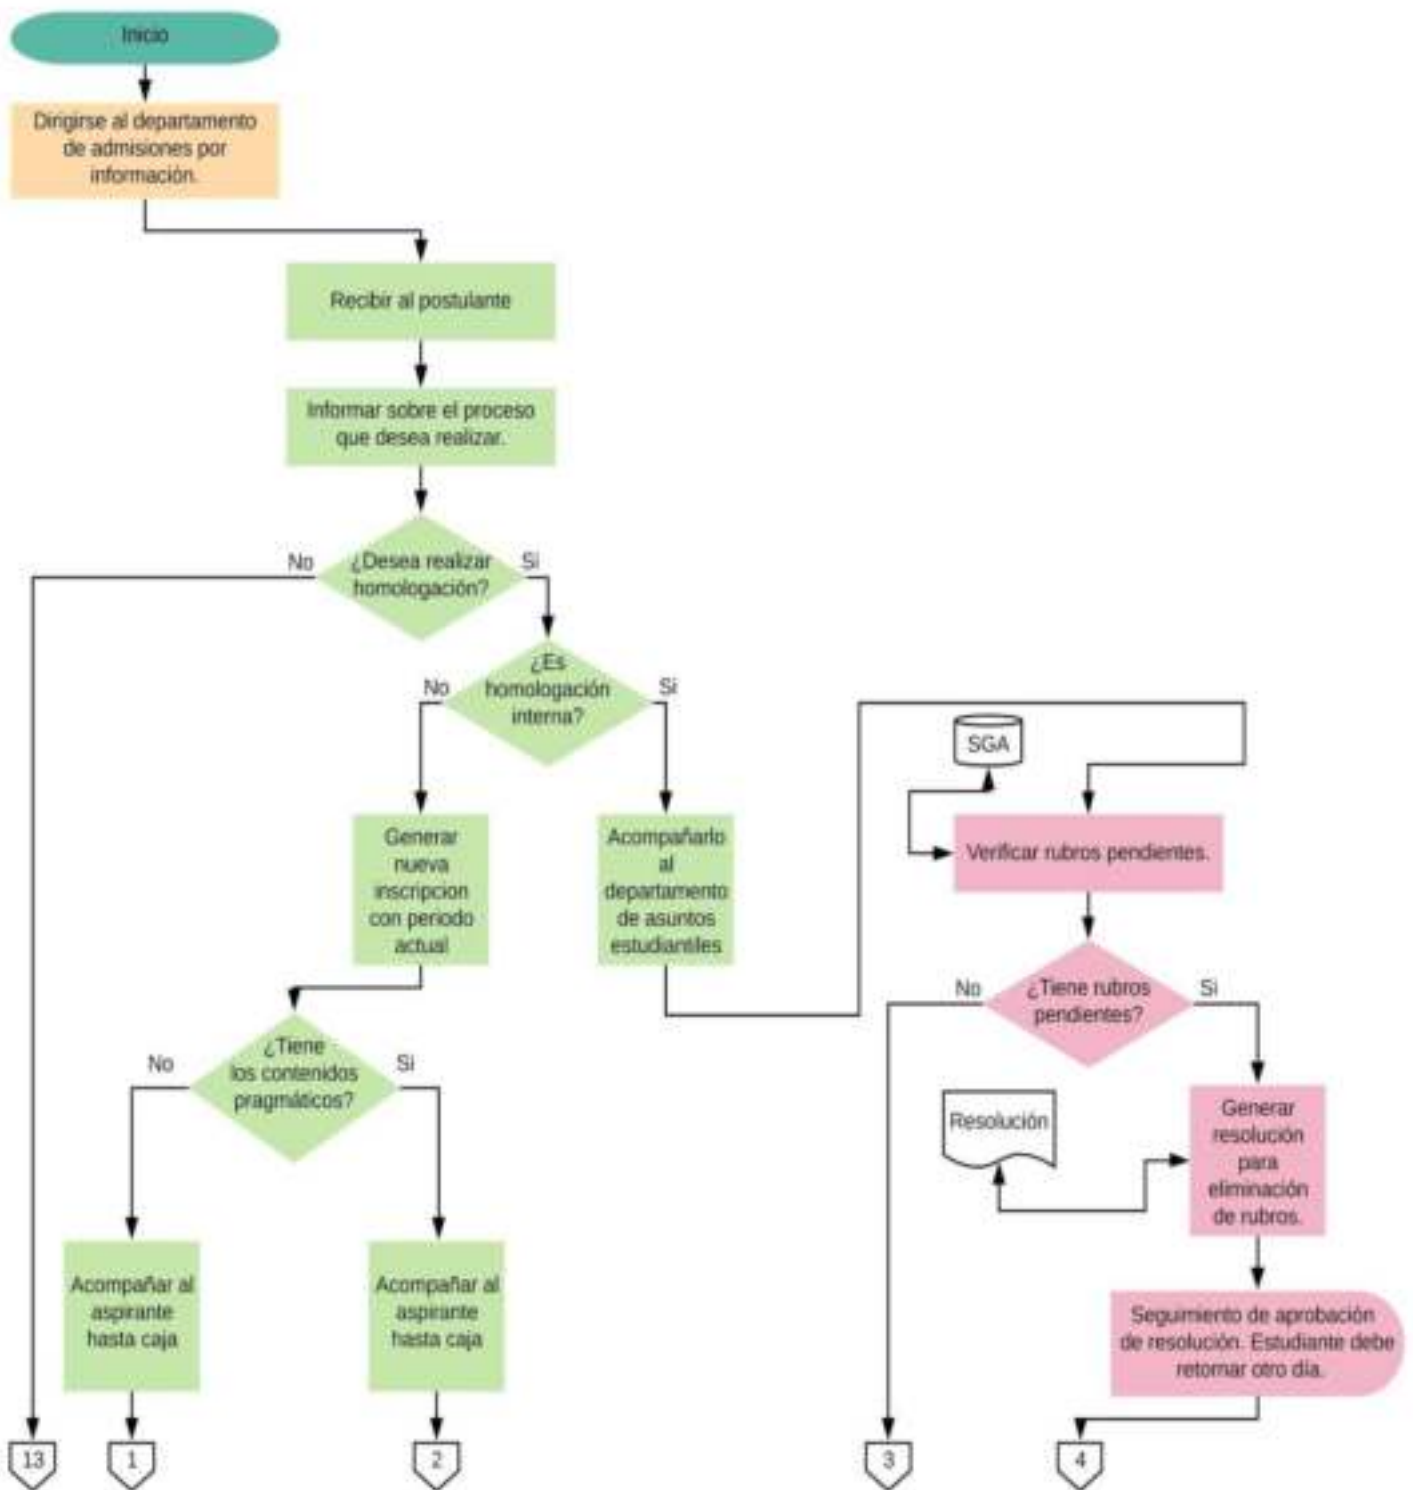 Inicio
Dirigirse al departamento
de admisiones por
información.
Recibir al postulante
Informar sobre el proceso
que desea realizar.
No
¿Desea realizar
homologación?
Si
No
¿Es
homologación
interna?
Si
SGA
Generar
nueva
inscripcion
con periodo
actual
Acompañarlo
al
departamento
de asuntos
estudiantiles
Verificar rubros pendientes.
No
¿Tiene rubros
pendientes?
Si
No
¿Tiene
los contenidos
pragmáticos?
Si
Resolución
Generar
resolución
para
eliminación
de rubros.
Acompañar al
aspirante
hasta caja
Acompañar al
aspirante
hasta caja
Seguimiento de aprobación
de resolución. Estudiante debe
retornar otro día.
13
1
2
3
4